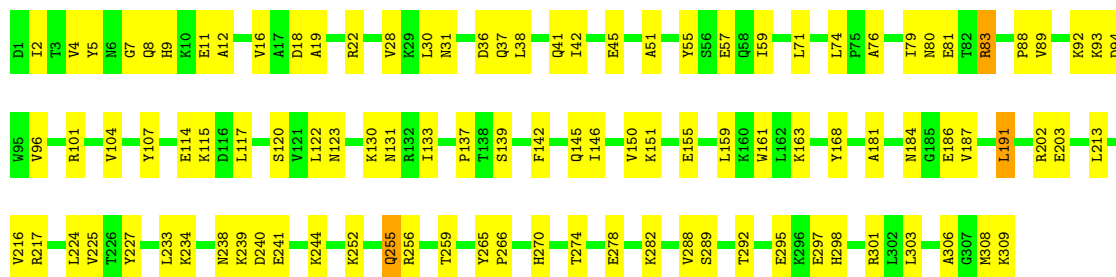 D1 I2 T3 V4 Y5 N6 G7 Q8 H9 K10 E11 A12 V16 A17 D18 A19 R22 V28 K29 L30 N31 D36 Q37 L38 Q41 I42 E45 A51 Y55 S56 E57 Q58 I59 L71 L74 P75 A76 I79 N80 E81 T82 R83 P88 V89 K92 K93
W95 V96 R101 V104 Y107 E114 K115 D116 L117 S120 V121 L122 N123 K130 N131 R132 I133 P137 T138 S139 F142 Q145 I146 V150 K151 E155 L159 K160 W161 L162 K163 Y168 A181 N184 G185 E186 V187 L191 R202 E203 L213
V216 R217 L224 V225 T226 Y227 L233 K234 N238 K239 D240 E241 K244 K252 Q255 R256 T259 Y265 P266 H270 T274 E278 K282 V288 S289 T292 E295 K296 E297 H298 R301 L302 L303 A306 G307 M308 K309